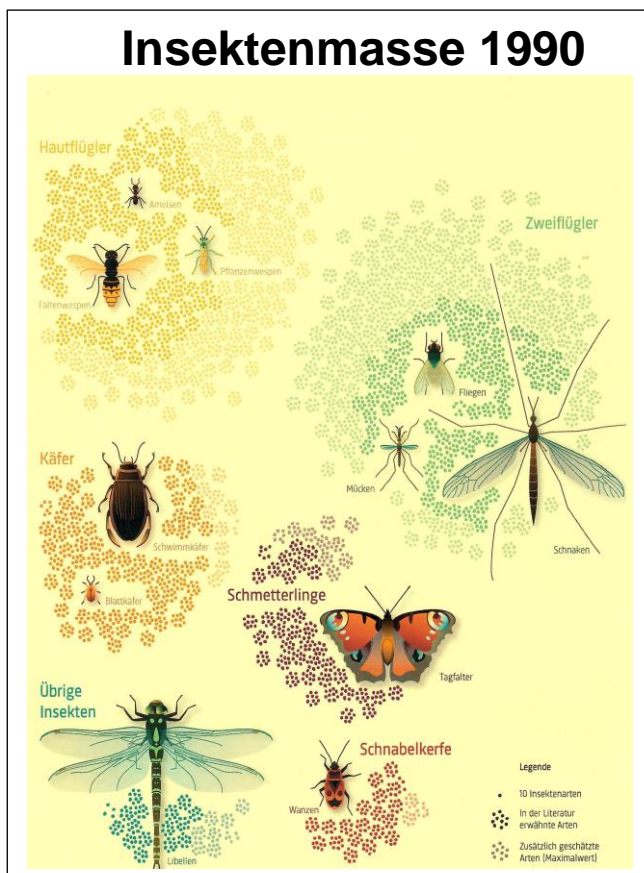 Insektenmasse 1990
Hautflügler
Ameisen
Pflanzenwespen
Faltenwespen
Zweiflügler
Fliegen
Mücken
Schnaken
Käfer
Schwimmkäfer
Blattkäfer
Schmetterlinge
Tagfalter
Übrige
Insekten
Libellen
Schnabelkerfe
Wanzen
Legende
10 Insektenarten
In der Literatur
erwähnte Arten
Zusätzlich geschätzte
Arten (Maximalwert)